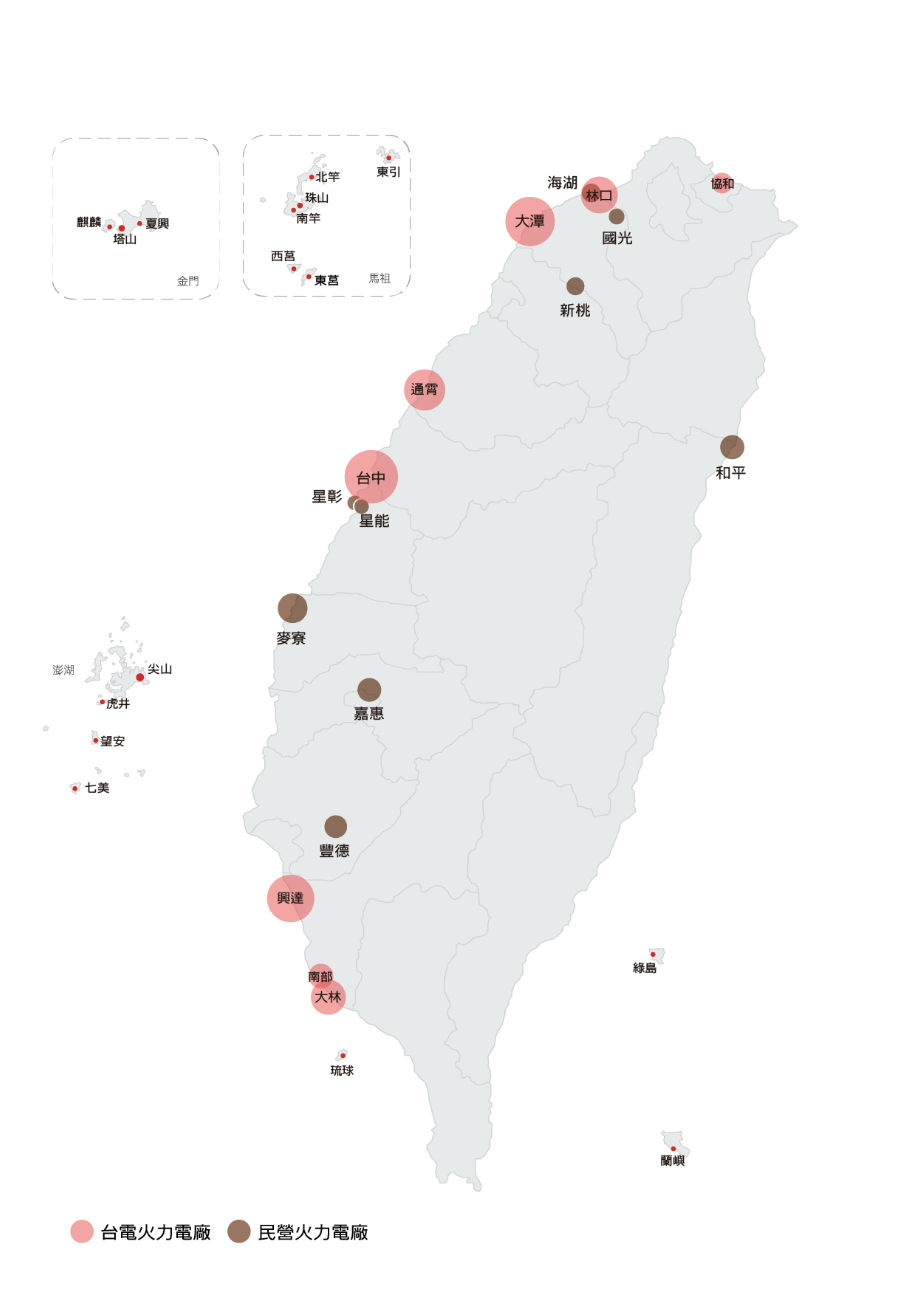 北竿
東引
珠山
南竿
西莒
東莒
馬祖
麒麟
夏興
塔山
金門
海湖
林口
協和
大潭
國光
新桃
通霄
和平
台中
星彰
星能
麥寮
澎湖
尖山
虎井
望安
七美
嘉惠
豐德
興達
南部
大林
琉球
綠島
蘭嶼
台電火力電廠
民營火力電廠